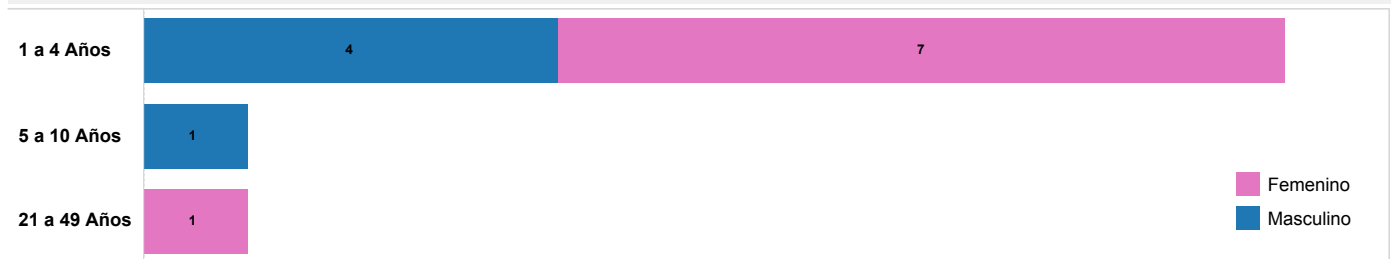 1 a 4 Años 4 7
5 a 10 Años 1
21 a 49 Años 1
Femenino
Masculino